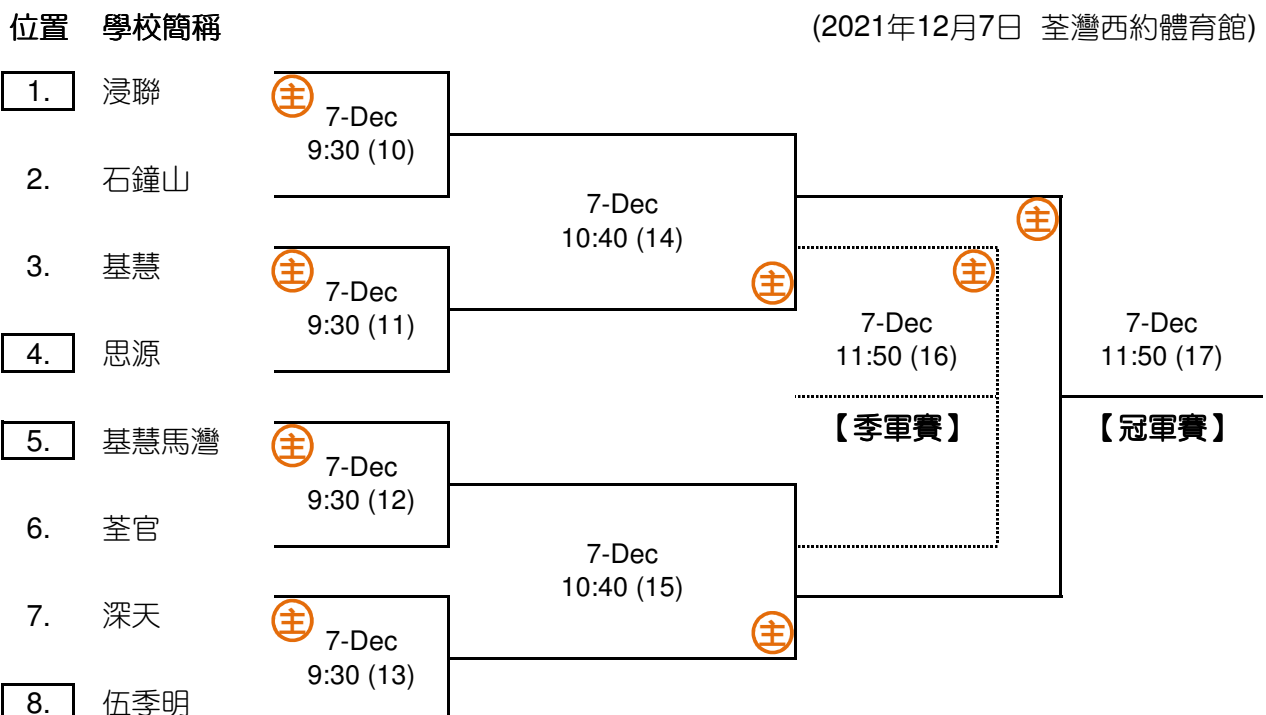 位置 學校簡稱 (2021年12月7日 荃灣西約體育館)
1. 浸聯
主
7-Dec
9:30 (10)
2. 石鐘山
7-Dec
10:40 (14)
主
主
3. 基慧
主
7-Dec
9:30 (11)
主
7-Dec
11:50 (16)
7-Dec
11:50 (17)
4. 思源
【季軍賽】
【冠軍賽】
5. 基慧馬灣
主
7-Dec
9:30 (12)
6. 荃官
7-Dec
10:40 (15)
主
7. 深天
主
7-Dec
9:30 (13)
8. 伍季明